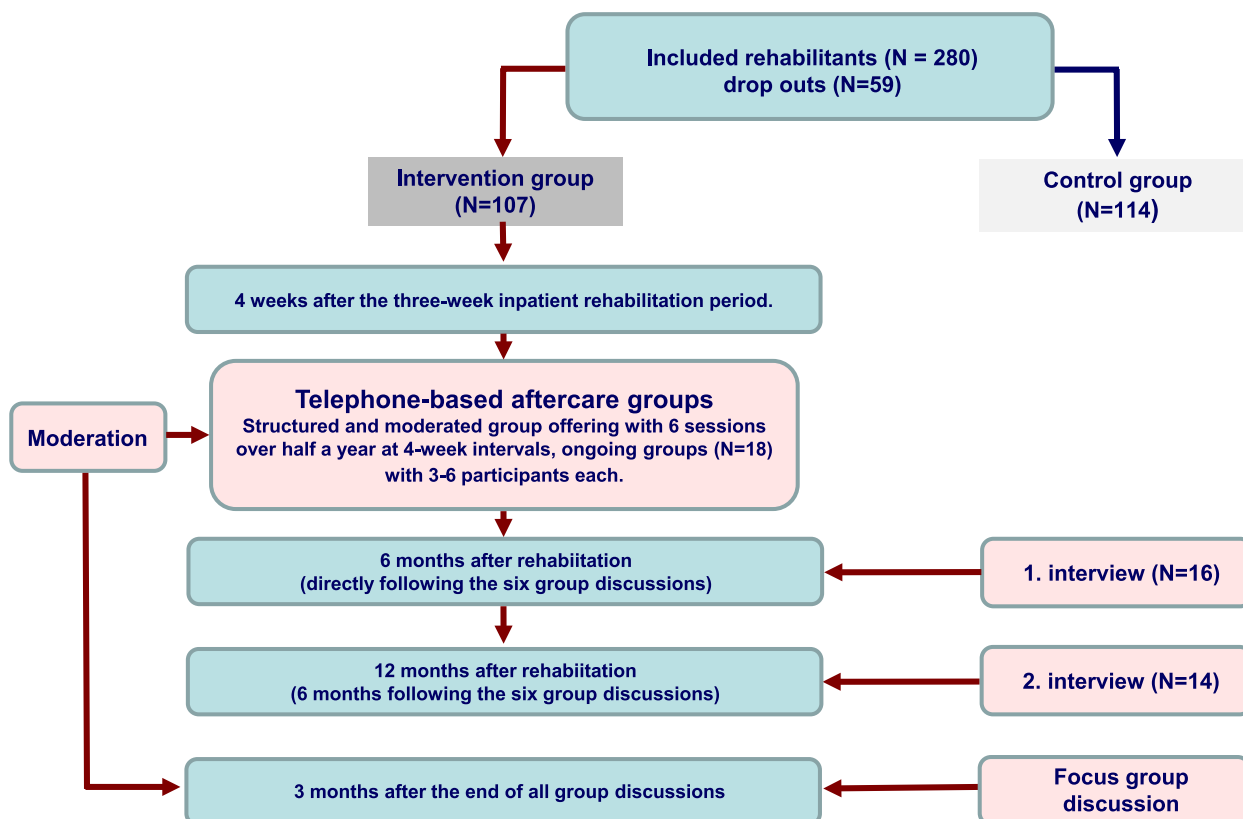 Included rehabilitants (N = 280)
drop outs (N=59)
Intervention group
(N=107)
Control group
(N=114)
4 weeks after the three-week inpatient rehabilitation period.
Telephone-based aftercare groups
Structured and moderated group offering with 6 sessions
over half a year at 4-week intervals, ongoing groups (N=18)
with 3-6 participants each.
Moderation
6 months after rehabiitation
(directly following the six group discussions)
1. interview (N=16)
12 months after rehabiitation
(6 months following the six group discussions)
2. interview (N=14)
3 months after the end of all group discussions
Focus group
discussion